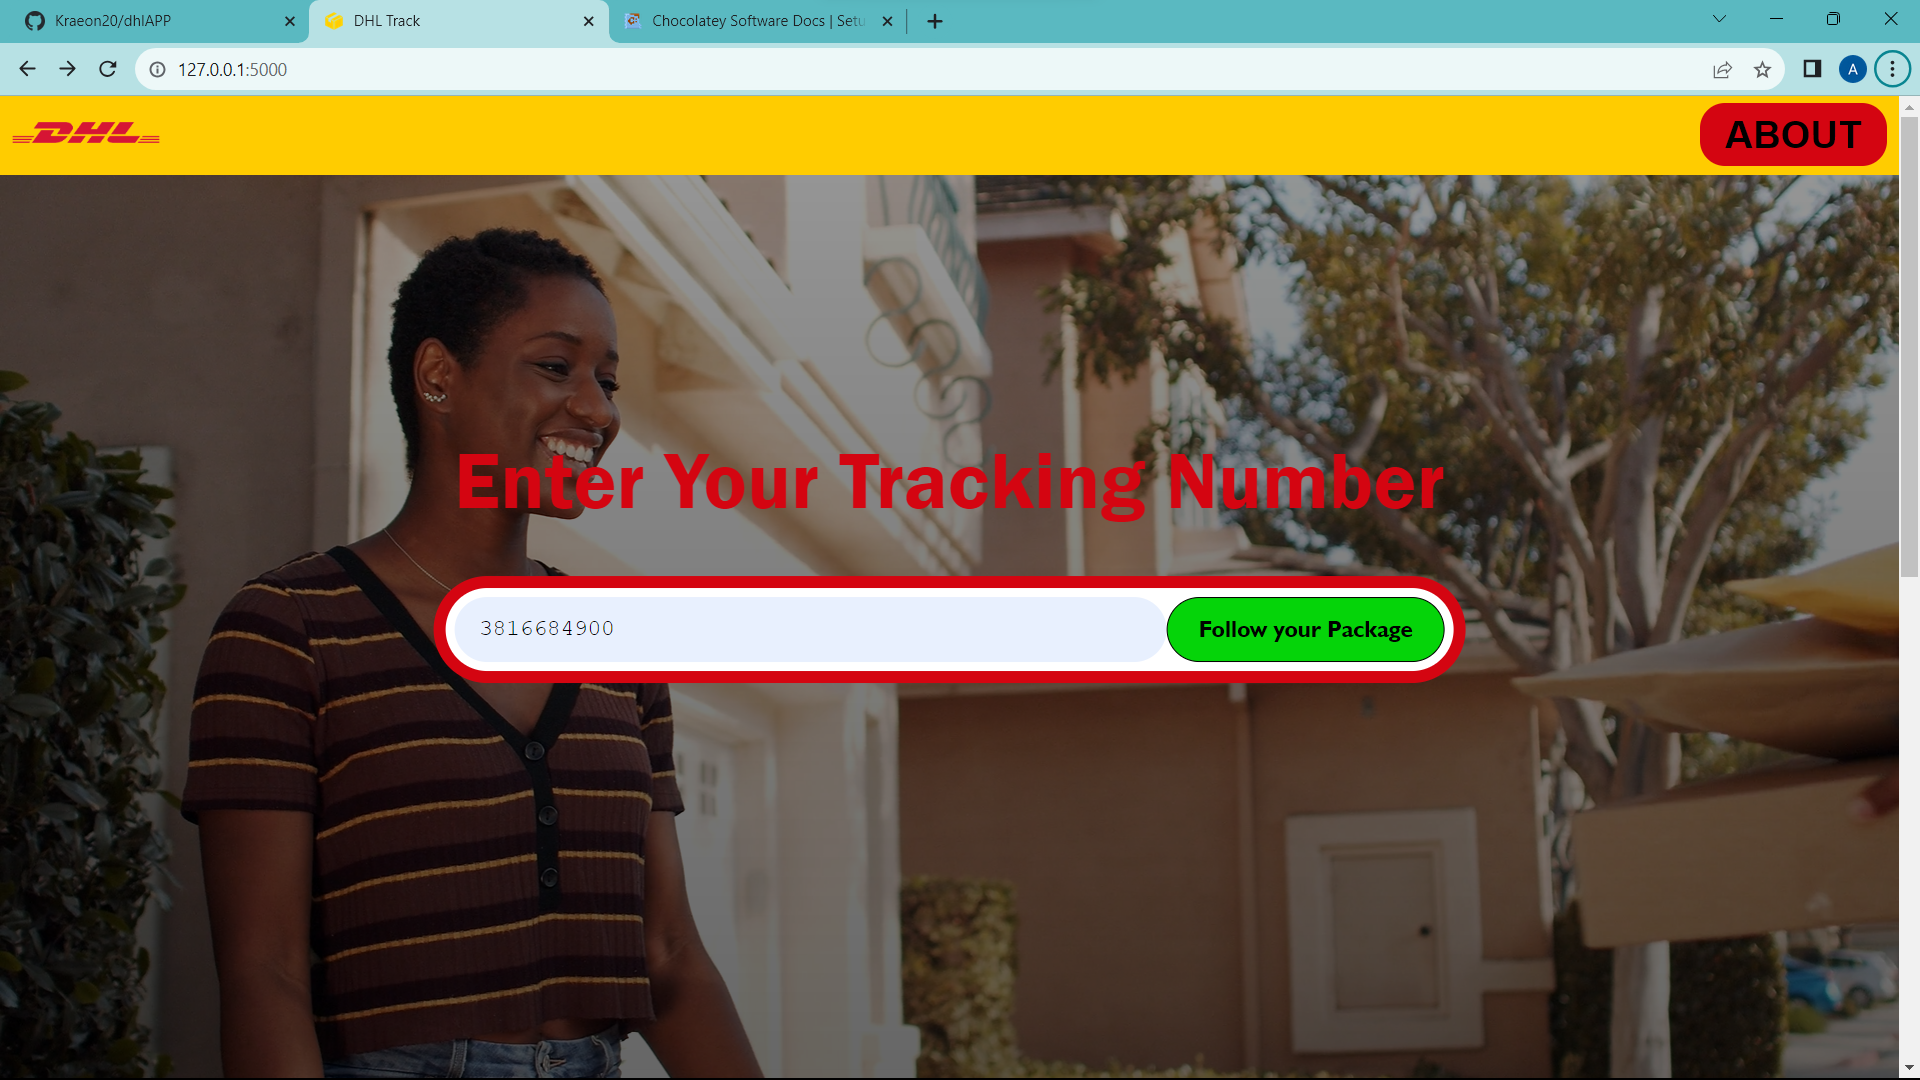 Kraeon20/dhlAPP
DHL Track
Chocolatey Software Docs | Setu
127.0.0.1:5000
A
DHL
ABOUT
Enter Your Tracking Number
3816684900
Follow your Package